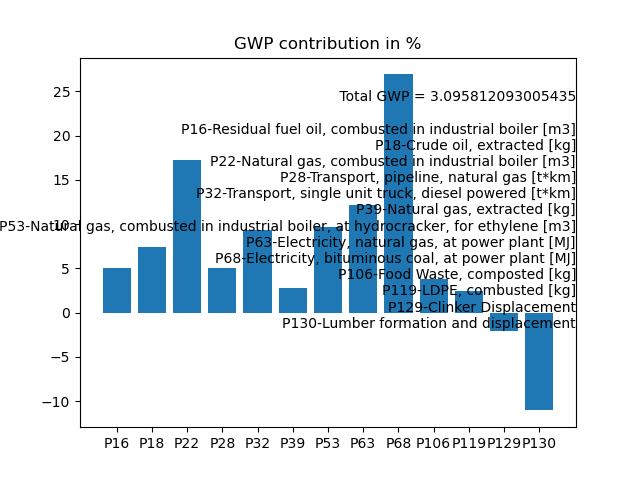 GWP contribution in %
Total GWP = 3.095812093005435
P16-Residual fuel oil, combusted in industrial boiler [m3]
P18-Crude oil, extracted [kg]
P22-Natural gas, combusted in industrial boiler [m3]
P28-Transport, pipeline, natural gas [t*km]
P32-Transport, single unit truck, diesel powered [t*km]
P39-Natural gas, extracted [kg]
P53-Natural gas, combusted in industrial boiler, at hydrocracker, for ethylene [m3]
P63-Electricity, natural gas, at power plant [MJ]
P68-Electricity, bituminous coal, at power plant [MJ]
P106-Food Waste, composted [kg]
P119-LDPE, combusted [kg]
P129-Clinker Displacement
P130-Lumber formation and displacement
25
20
15
10
5
0
−5
−10
P16 P18 P22 P28 P32 P39 P53 P63 P68 P106 P119 P129 P130